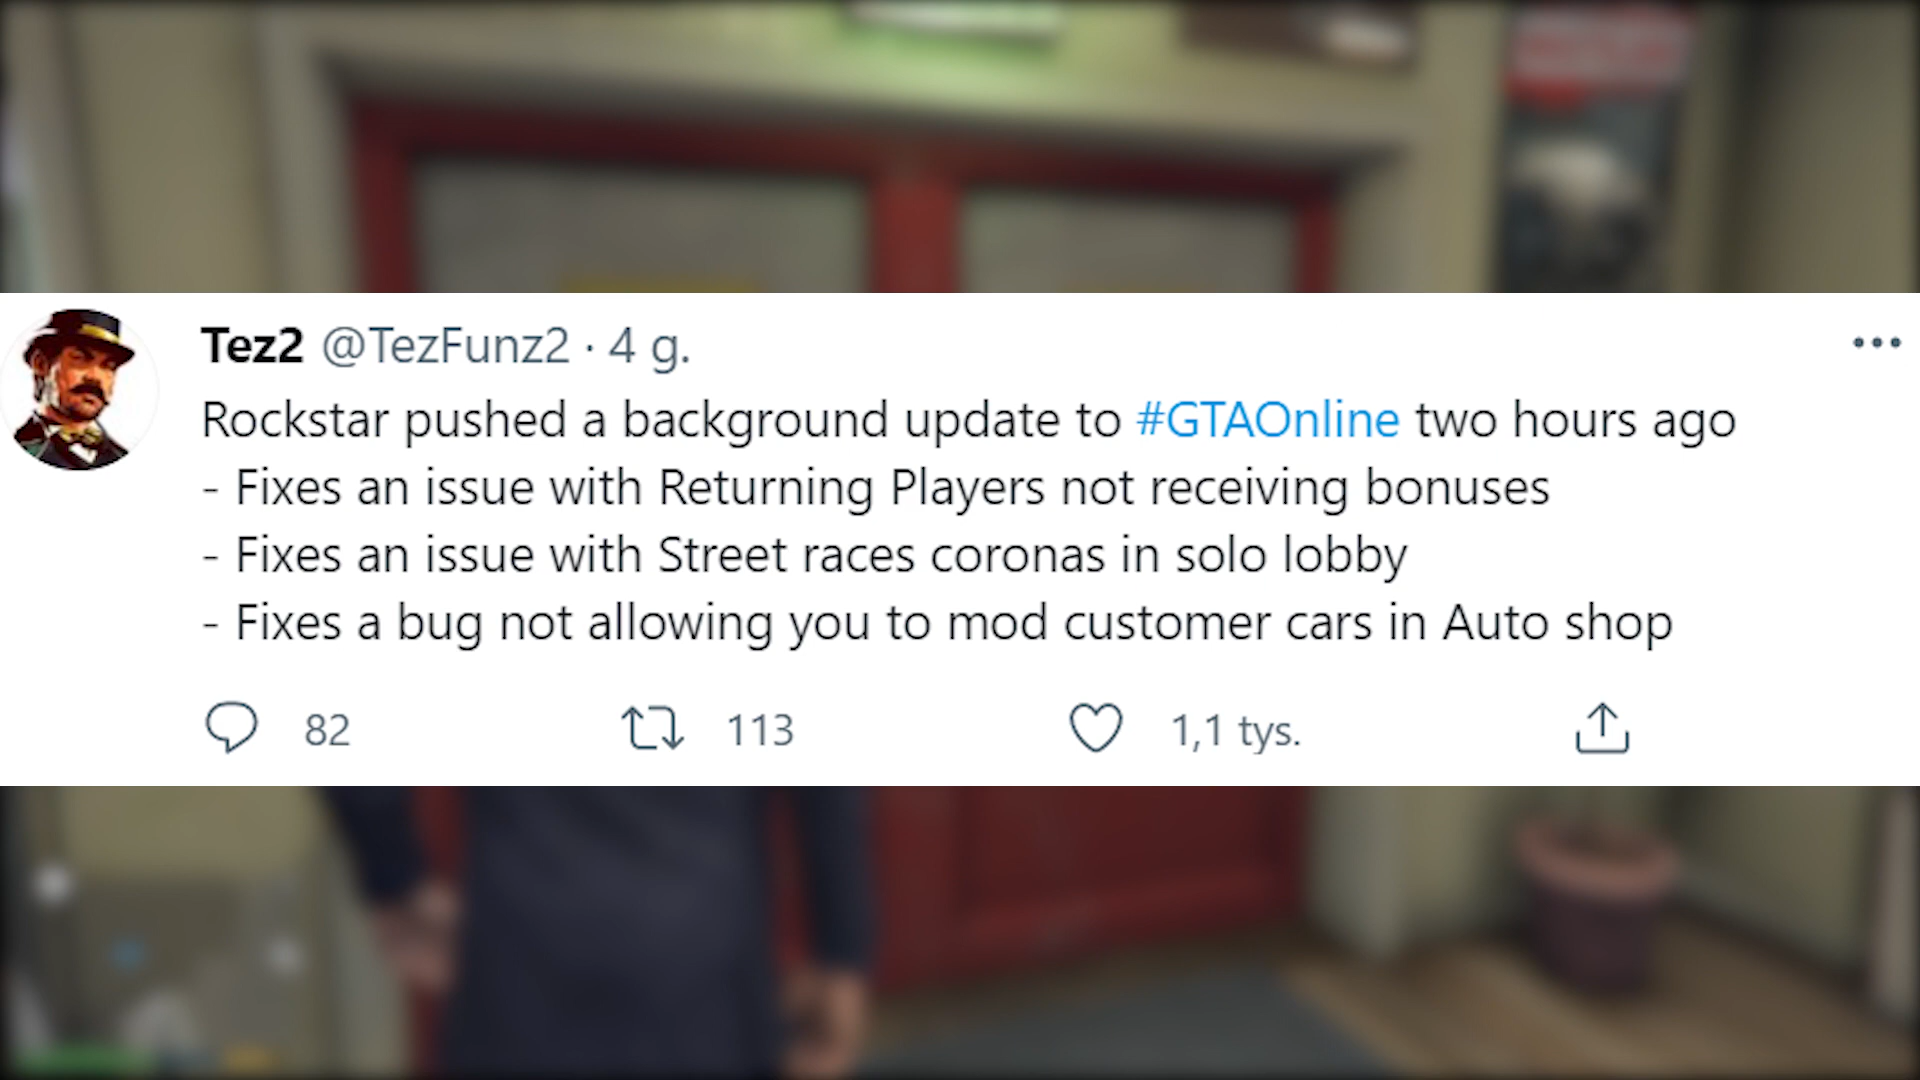 Tez2 @TezFunz2 · 4 g.
Rockstar pushed a background update to #GTAOnline two hours ago
- Fixes an issue with Returning Players not receiving bonuses
- Fixes an issue with Street races coronas in solo lobby
- Fixes a bug not allowing you to mod customer cars in Auto shop
82 113 1,1 tys.